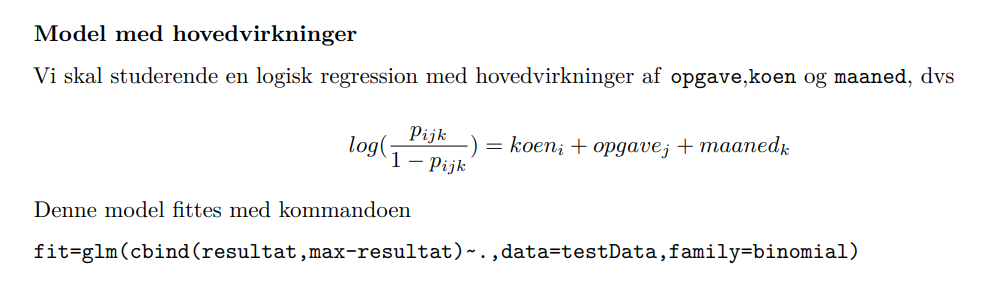 Model med hovedvirkninger
Vi skal studerende en logisk regression med hovedvirkninger af opgave,koen og maaned, dvs
log(\frac{p_{ijk}}{1 - p_{ijk}}) = koen_i + opgave_j + maaned_k
Denne model fittes med kommandoen
fit=glm(cbind(resultat,max-resultat)~.,data=testData,family=binomial)